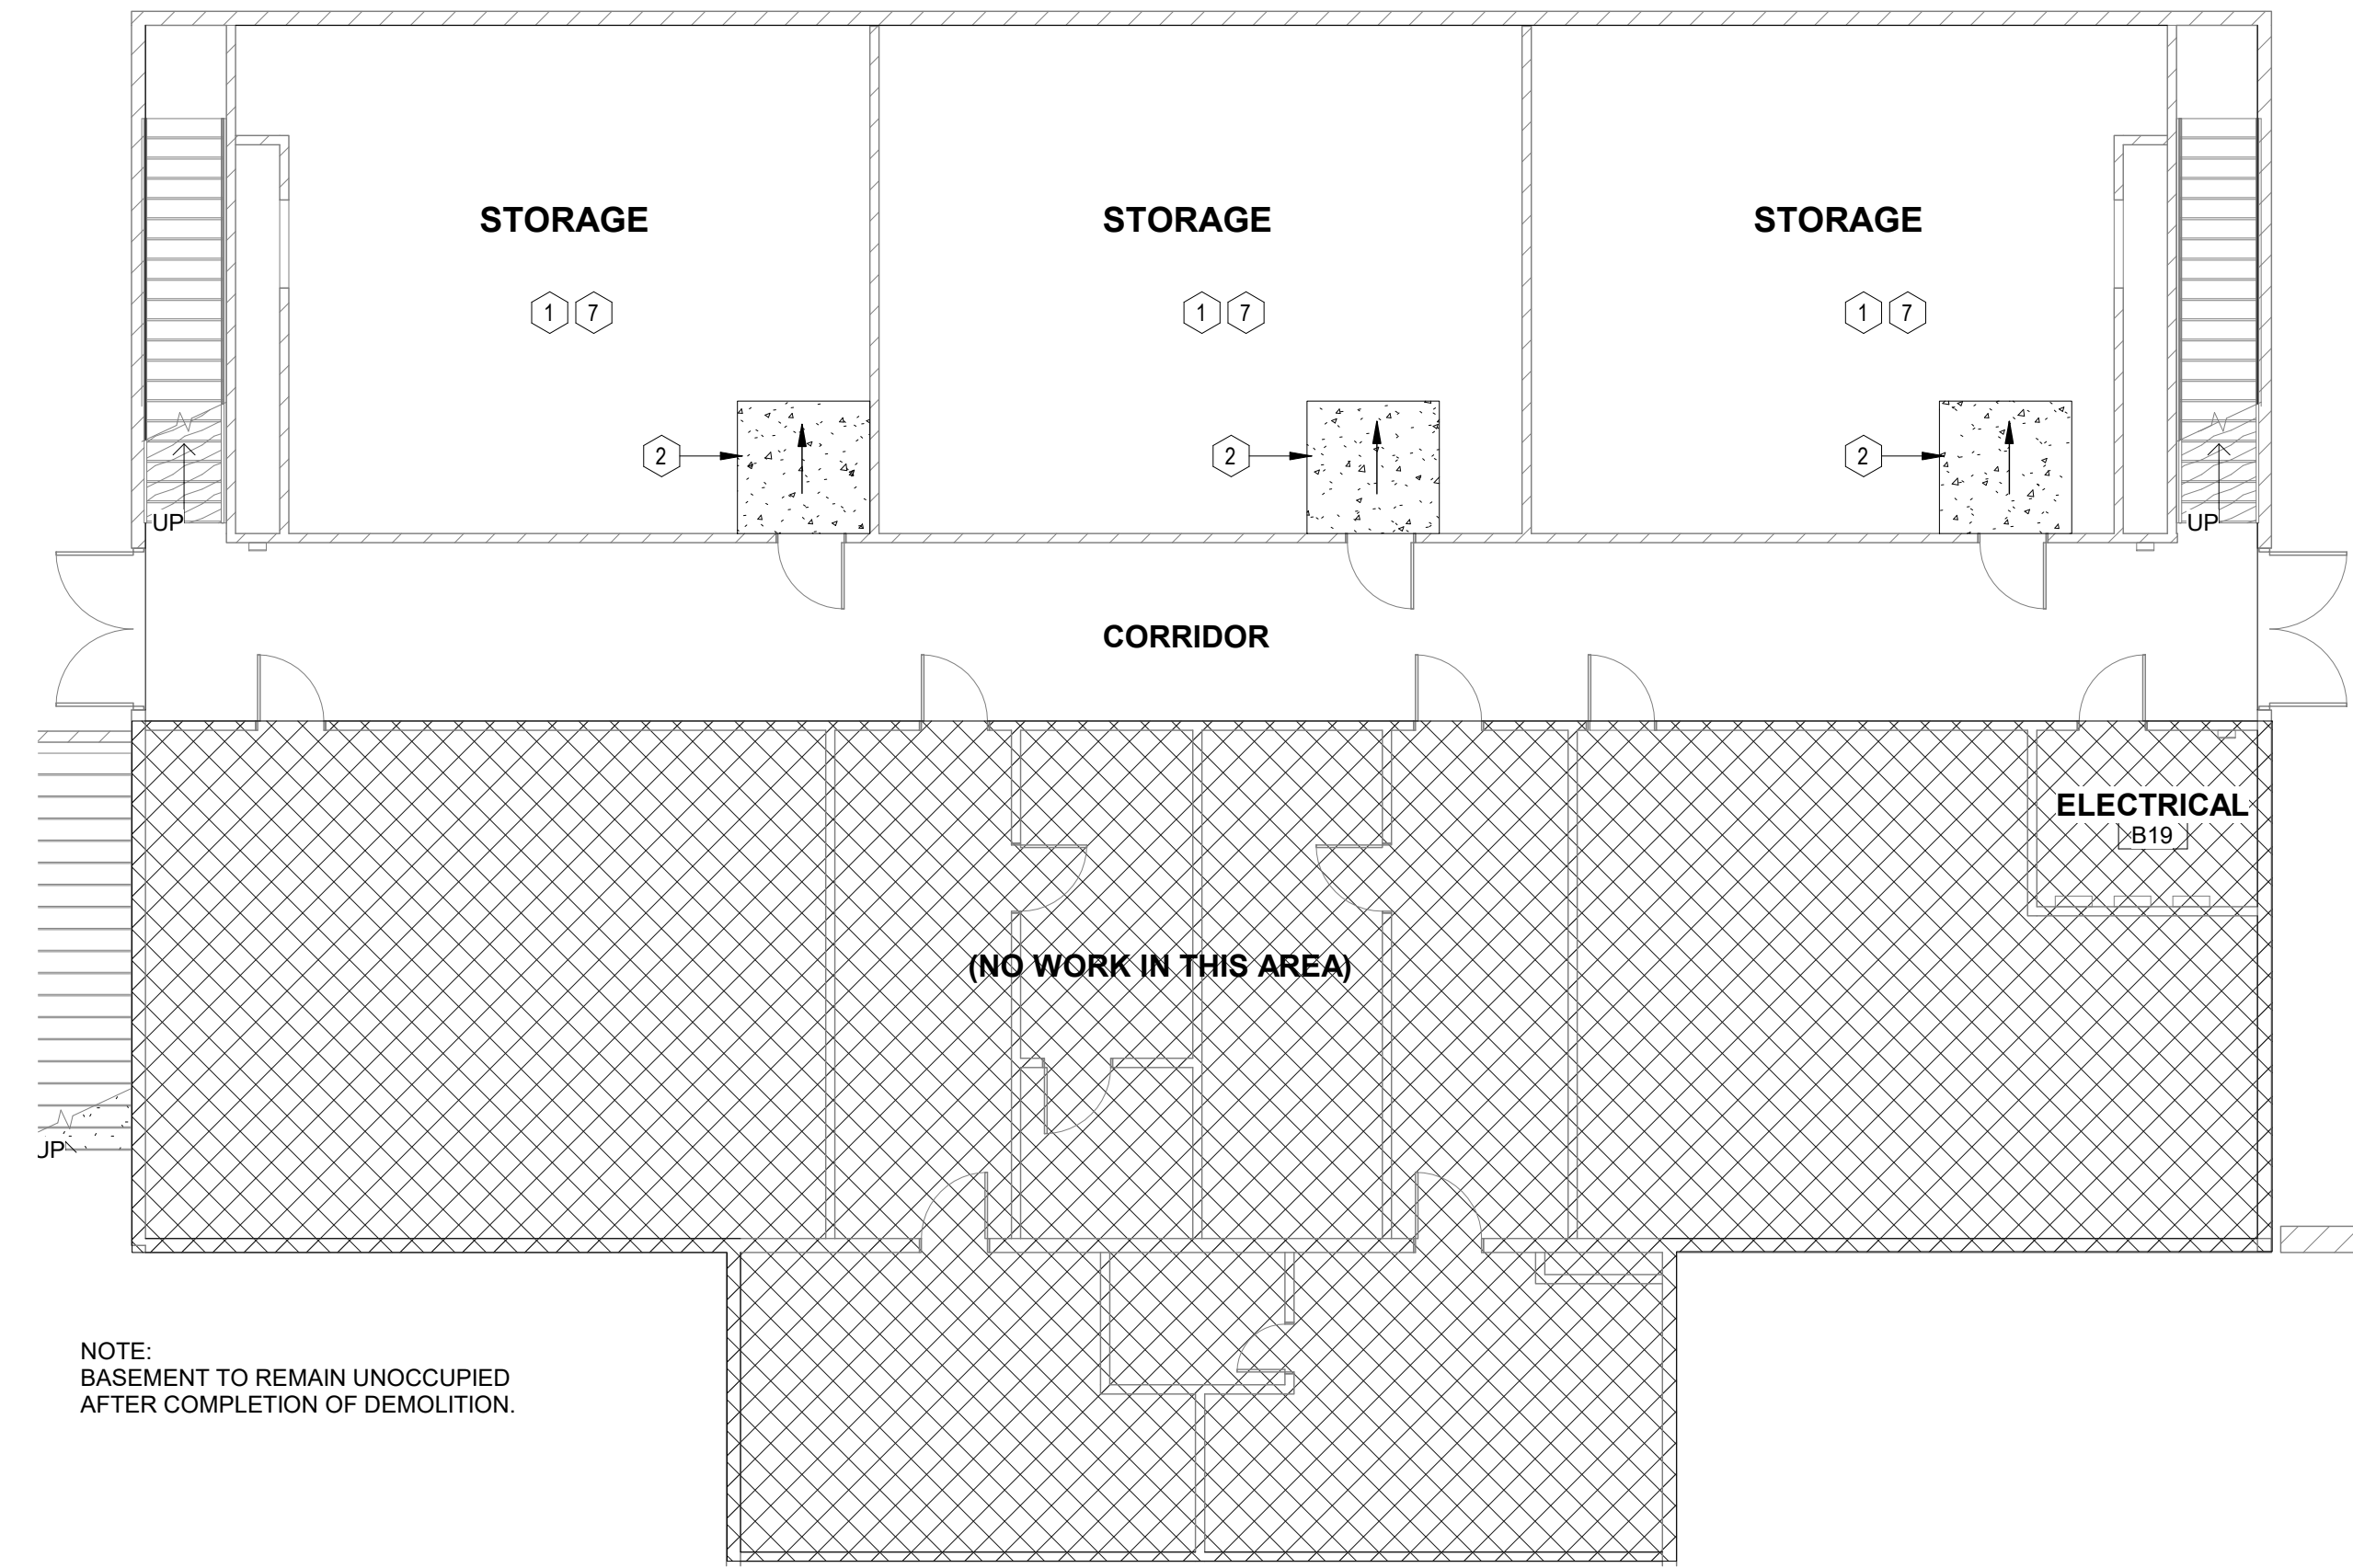 STORAGE
STORAGE
STORAGE
1 7
1 7
1 7
2
2
2
UP
UP
CORRIDOR
ELECTRICAL
B19
(NO WORK IN THIS AREA)
UP
NOTE:
BASEMENT TO REMAIN UNOCCUPIED
AFTER COMPLETION OF DEMOLITION.